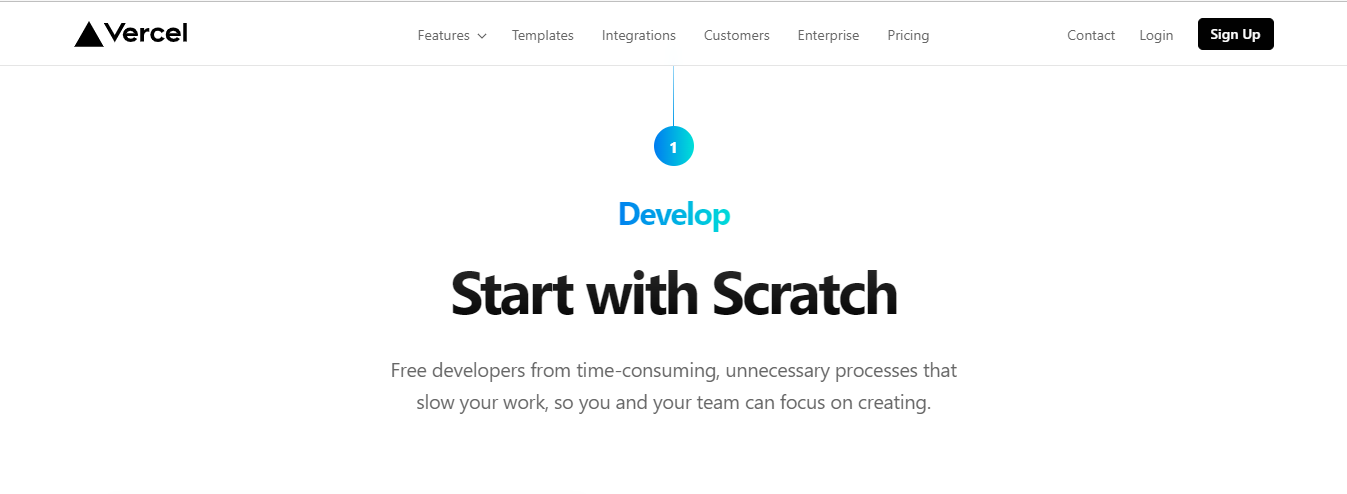 Vercel
Features Templates Integrations Customers Enterprise Pricing Contact Login Sign Up
1
Develop
Start with Scratch
Free developers from time-consuming, unnecessary processes that
slow your work, so you and your team can focus on creating.